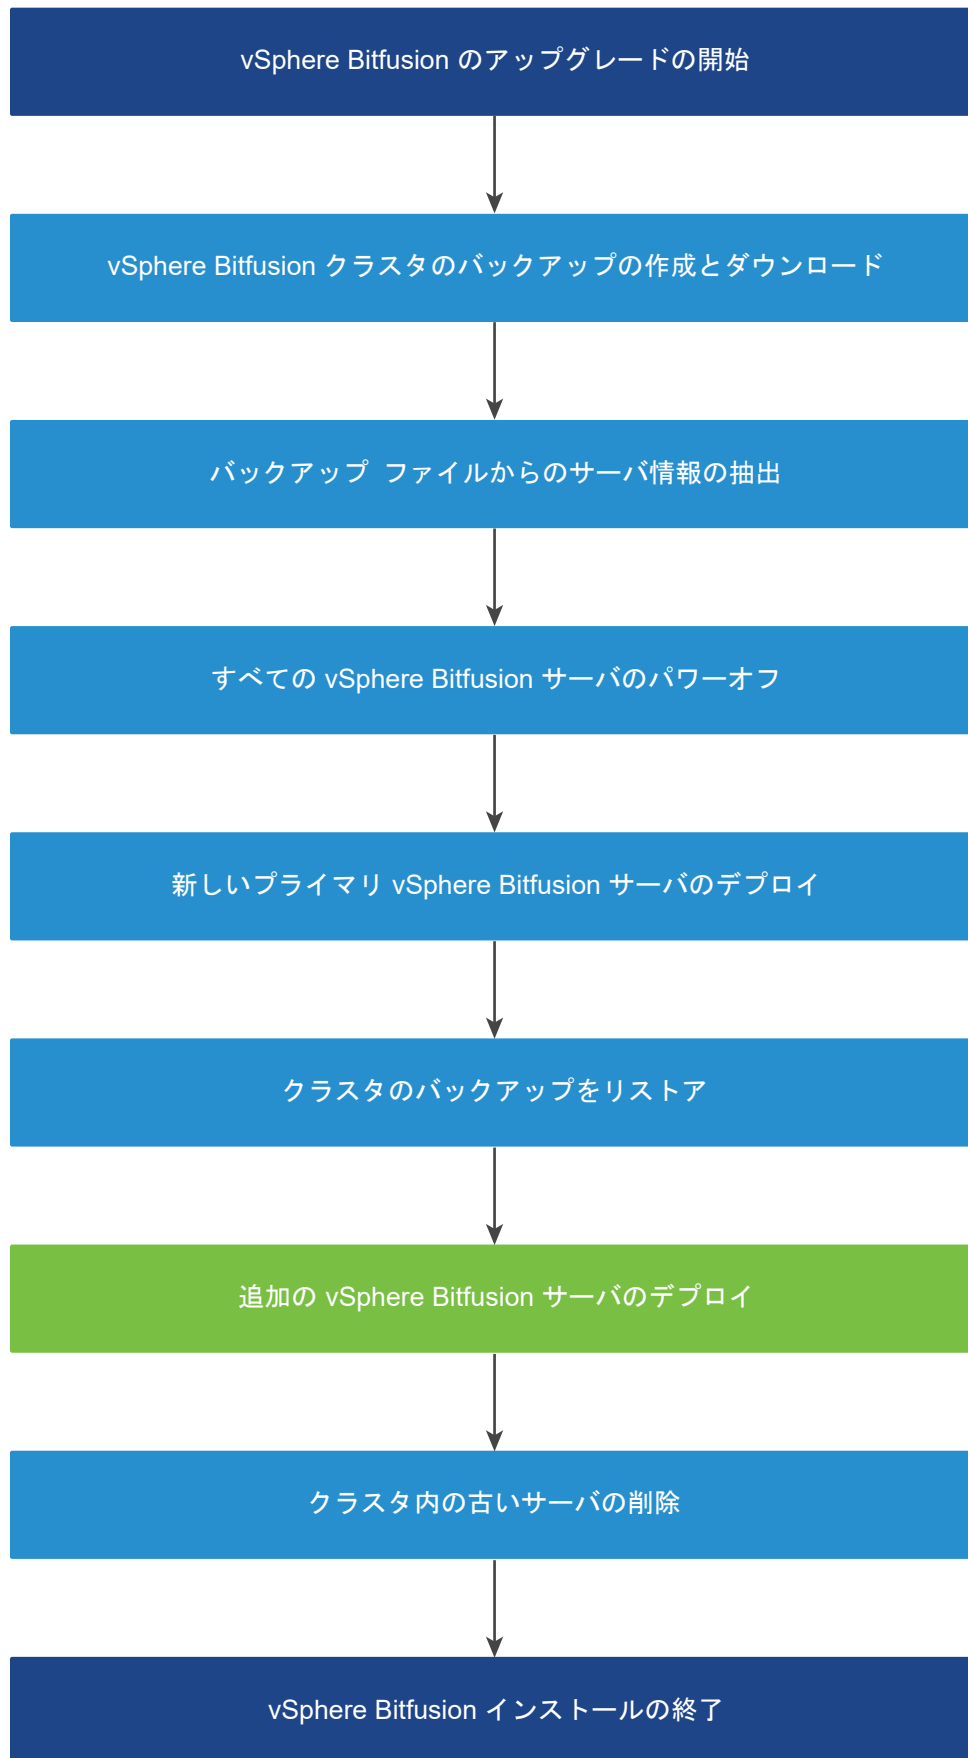 vSphere Bitfusion のアップグレードの開始
vSphere Bitfusion クラスタのバックアップの作成とダウンロード
バックアップ ファイルからのサーバ情報の抽出
すべての vSphere Bitfusion サーバのパワーオフ
新しいプライマリ vSphere Bitfusion サーバのデプロイ
クラスタのバックアップをリストア
追加の vSphere Bitfusion サーバのデプロイ
クラスタ内の古いサーバの削除
vSphere Bitfusion インストールの終了